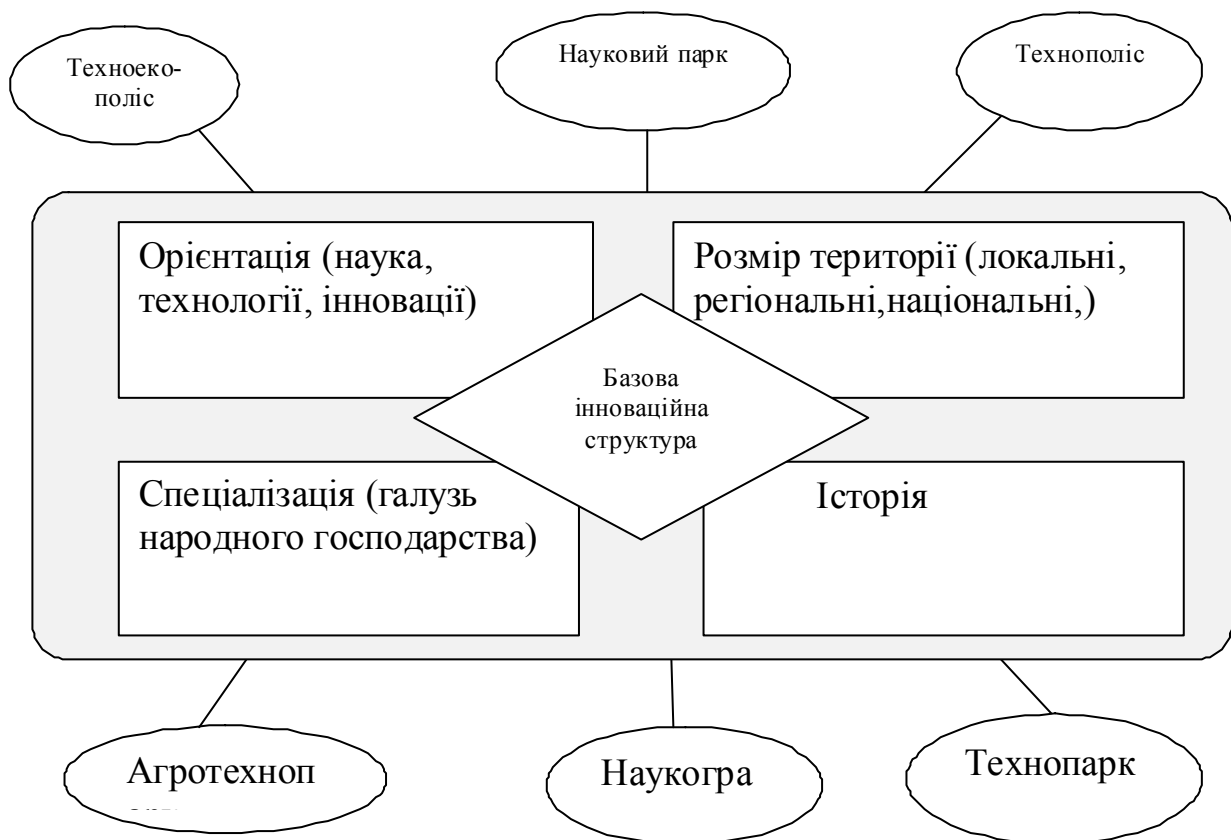 Техноеко-
поліс
Науковий парк
Технополіс
Орієнтація (наука,
технології, інновації)
Розмір території (локальні,
регіональні,національні,)
Базова
інноваційна
структура
Спеціалізація (галузь
народного господарства)
Історія
Агротехноп
Наукогра
Технопарк